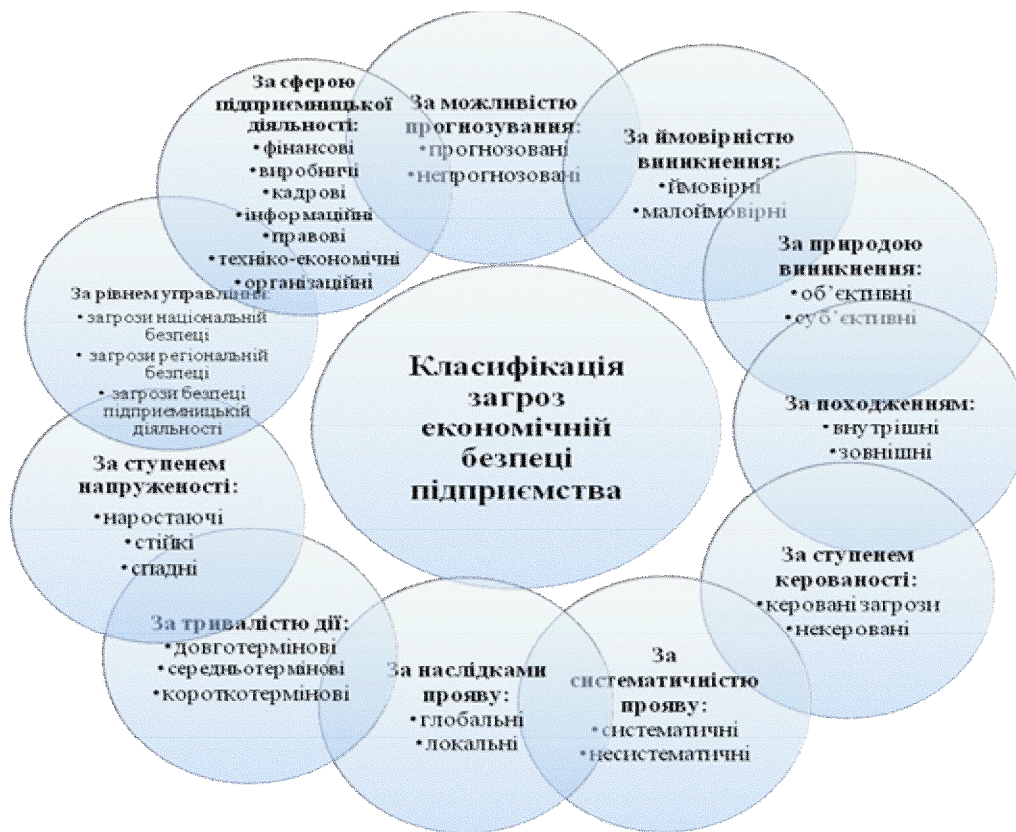 За сферою
підприємницької
діяльності:
•фінансові
•виробничі
•кадрові
•інформаційні
•правові
•техніко-економічні
•організаційні
За можливістю
прогнозування:
•прогнозовані
•непрогнозовані
За ймовірністю
виникнення:
•ймовірні
•малоймовірні
За природою
виникнення:
•об’єктивні
•суб’єктивні
За походженням:
•внутрішні
•зовнішні
За ступенем
керованості:
•керовані загрози
•некеровані
За
систематичністю
прояву:
•систематичні
•несистематичні
За наслідками
прояву:
•глобальні
•локальні
За тривалістю дії:
•довготермінові
•середньотермінові
•короткотермінові
За ступенем
напруженості:
•наростаючі
•стійкі
•спадні
За рівнем управління:
• загрози національній
безпеці
• загрози регіональній
безпеці
• загрози безпеці
підприємницькій
діяльності
Класифікація
загроз
економічній
безпеці
підприємства